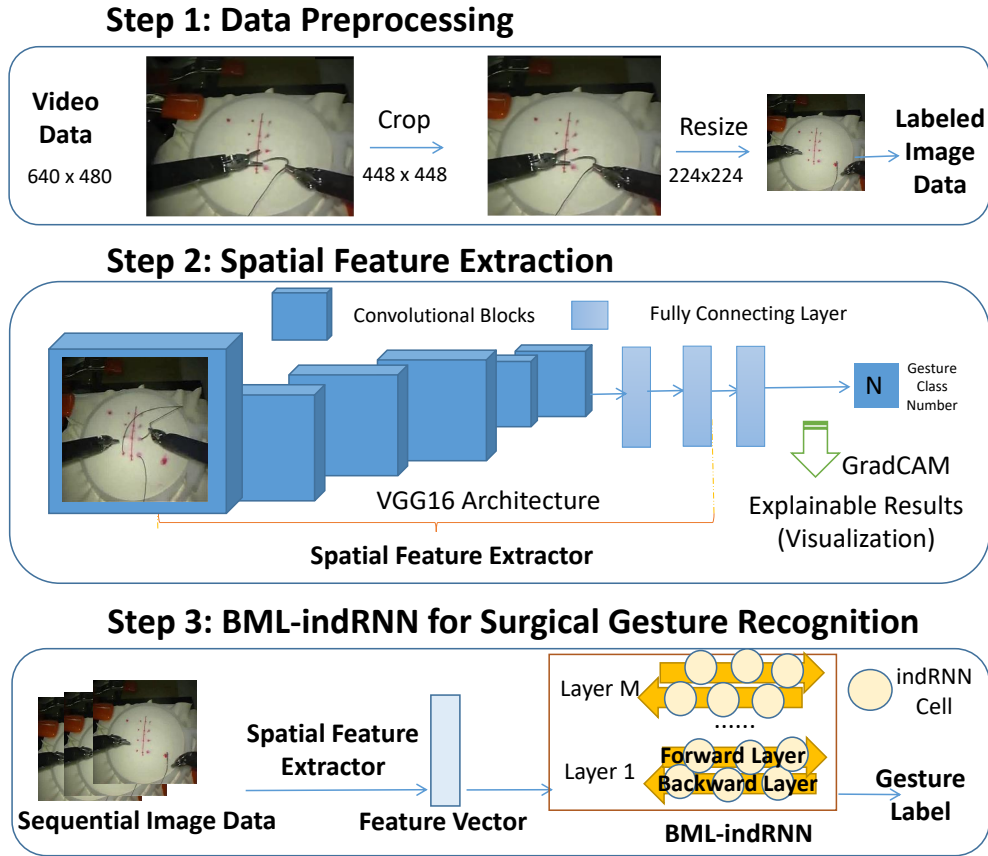 Step 1: Data Preprocessing
Video
Data
640 x 480
Crop
448 x 448
Resize
224x224
Labeled
Image
Data
Step 2: Spatial Feature Extraction
Convolutional Blocks
Fully Connecting Layer
N
Gesture
Class
Number
VGG16 Architecture
Spatial Feature Extractor
GradCAM
Explainable Results
(Visualization)
Step 3: BML-indRNN for Surgical Gesture Recognition
Sequential Image Data
Spatial Feature
Extractor
Feature Vector
Layer M
......
Layer 1
Forward Layer
Backward Layer
BML-indRNN
indRNN
Cell
Gesture
Label